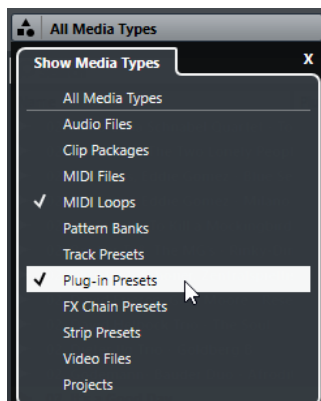 All Media Types
Show Media Types X
All Media Types
Audio Files
Clip Packages
MIDI Files
MIDI Loops
Pattern Banks
Track Presets
Plug-in Presets
FX Chain Presets
Strip Presets
Video Files
Projects